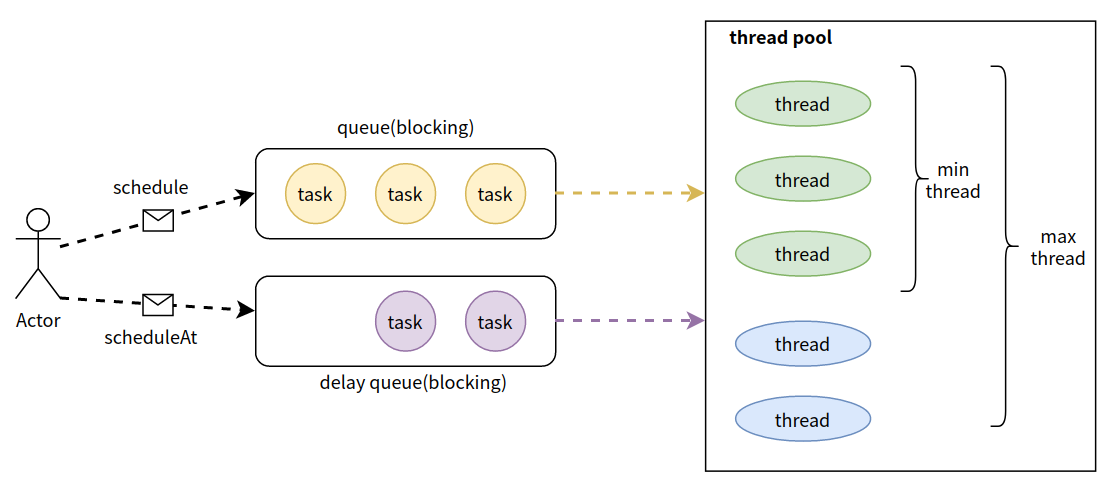 thread pool
thread
queue(blocking)
schedule
task
task
task
thread
min
thread
max
thread
thread
Actor
scheduleAt
task
task
delay queue(blocking)
thread
thread